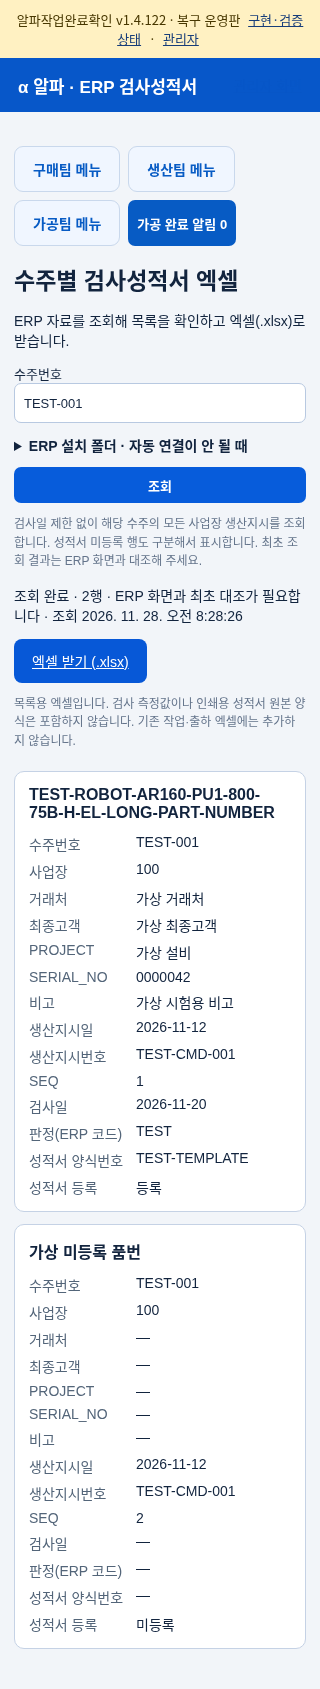 알파작업완료확인 v1.4.122 · 복구 운영판 구현·검증
상태 · 관리자
α 알파 · ERP 검사성적서
구매팀 메뉴
생산팀 메뉴
가공팀 메뉴
가공 완료 알림 0
수주별 검사성적서 엑셀
ERP 자료를 조회해 목록을 확인하고 엑셀(.xlsx)로
받습니다.
수주번호
TEST-001
▶ ERP 설치 폴더 · 자동 연결이 안 될 때
조회
검사일 제한 없이 해당 수주의 모든 사업장 생산지시를 조회
합니다. 성적서 미등록 행도 구분해서 표시합니다. 최초 조
회 결과는 ERP 화면과 대조해 주세요.
조회 완료 · 2행 · ERP 화면과 최초 대조가 필요합
니다 · 조회 2026. 11. 28. 오전 8:28:26
엑셀 받기 (.xlsx)
목록용 엑셀입니다. 검사 측정값이나 인쇄용 성적서 원본 양
식은 포함하지 않습니다. 기존 작업·출하 엑셀에는 추가하
지 않습니다.
TEST-ROBOT-AR160-PU1-800-
75B-H-EL-LONG-PART-NUMBER
수주번호 TEST-001
사업장 100
거래처 가상 거래처
최종고객 가상 최종고객
PROJECT 가상 설비
SERIAL_NO 0000042
비고 가상 시험용 비고
생산지시일 2026-11-12
생산지시번호 TEST-CMD-001
SEQ 1
검사일 2026-11-20
판정(ERP 코드) TEST
성적서 양식번호 TEST-TEMPLATE
성적서 등록 등록
가상 미등록 품번
수주번호 TEST-001
사업장 100
거래처 —
최종고객 —
PROJECT —
SERIAL_NO —
비고 —
생산지시일 2026-11-12
생산지시번호 TEST-CMD-001
SEQ 2
검사일 —
판정(ERP 코드) —
성적서 양식번호 —
성적서 등록 미등록